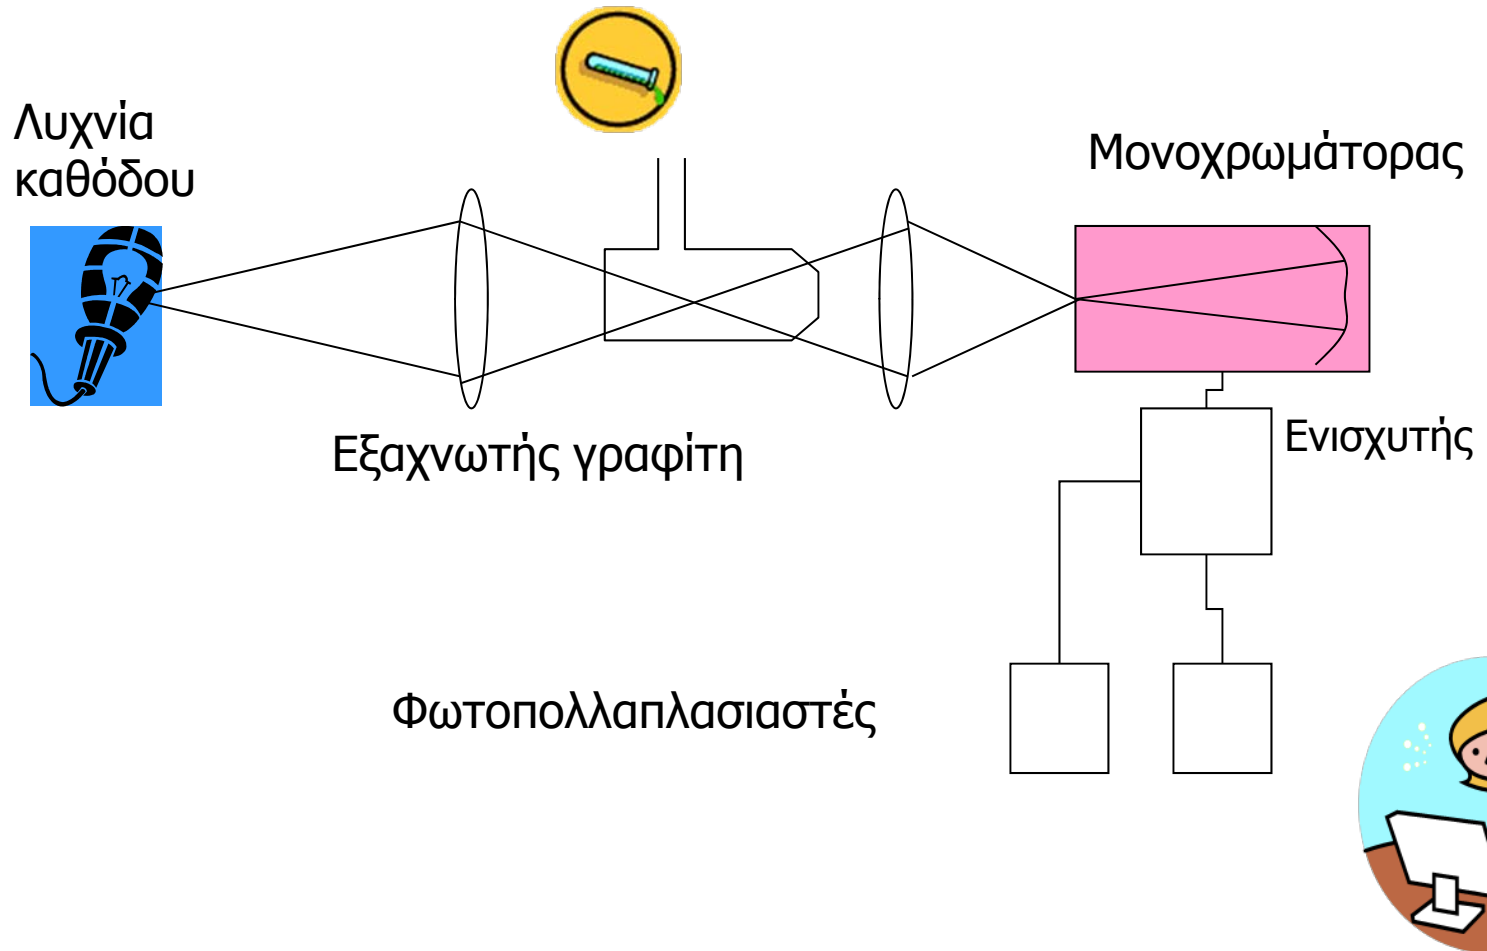 Λυχνία
καθόδου
Μονοχρωμάτορας
Εξαχνωτής γραφίτη
Ενισχυτής
Φωτοπολλαπλασιαστές